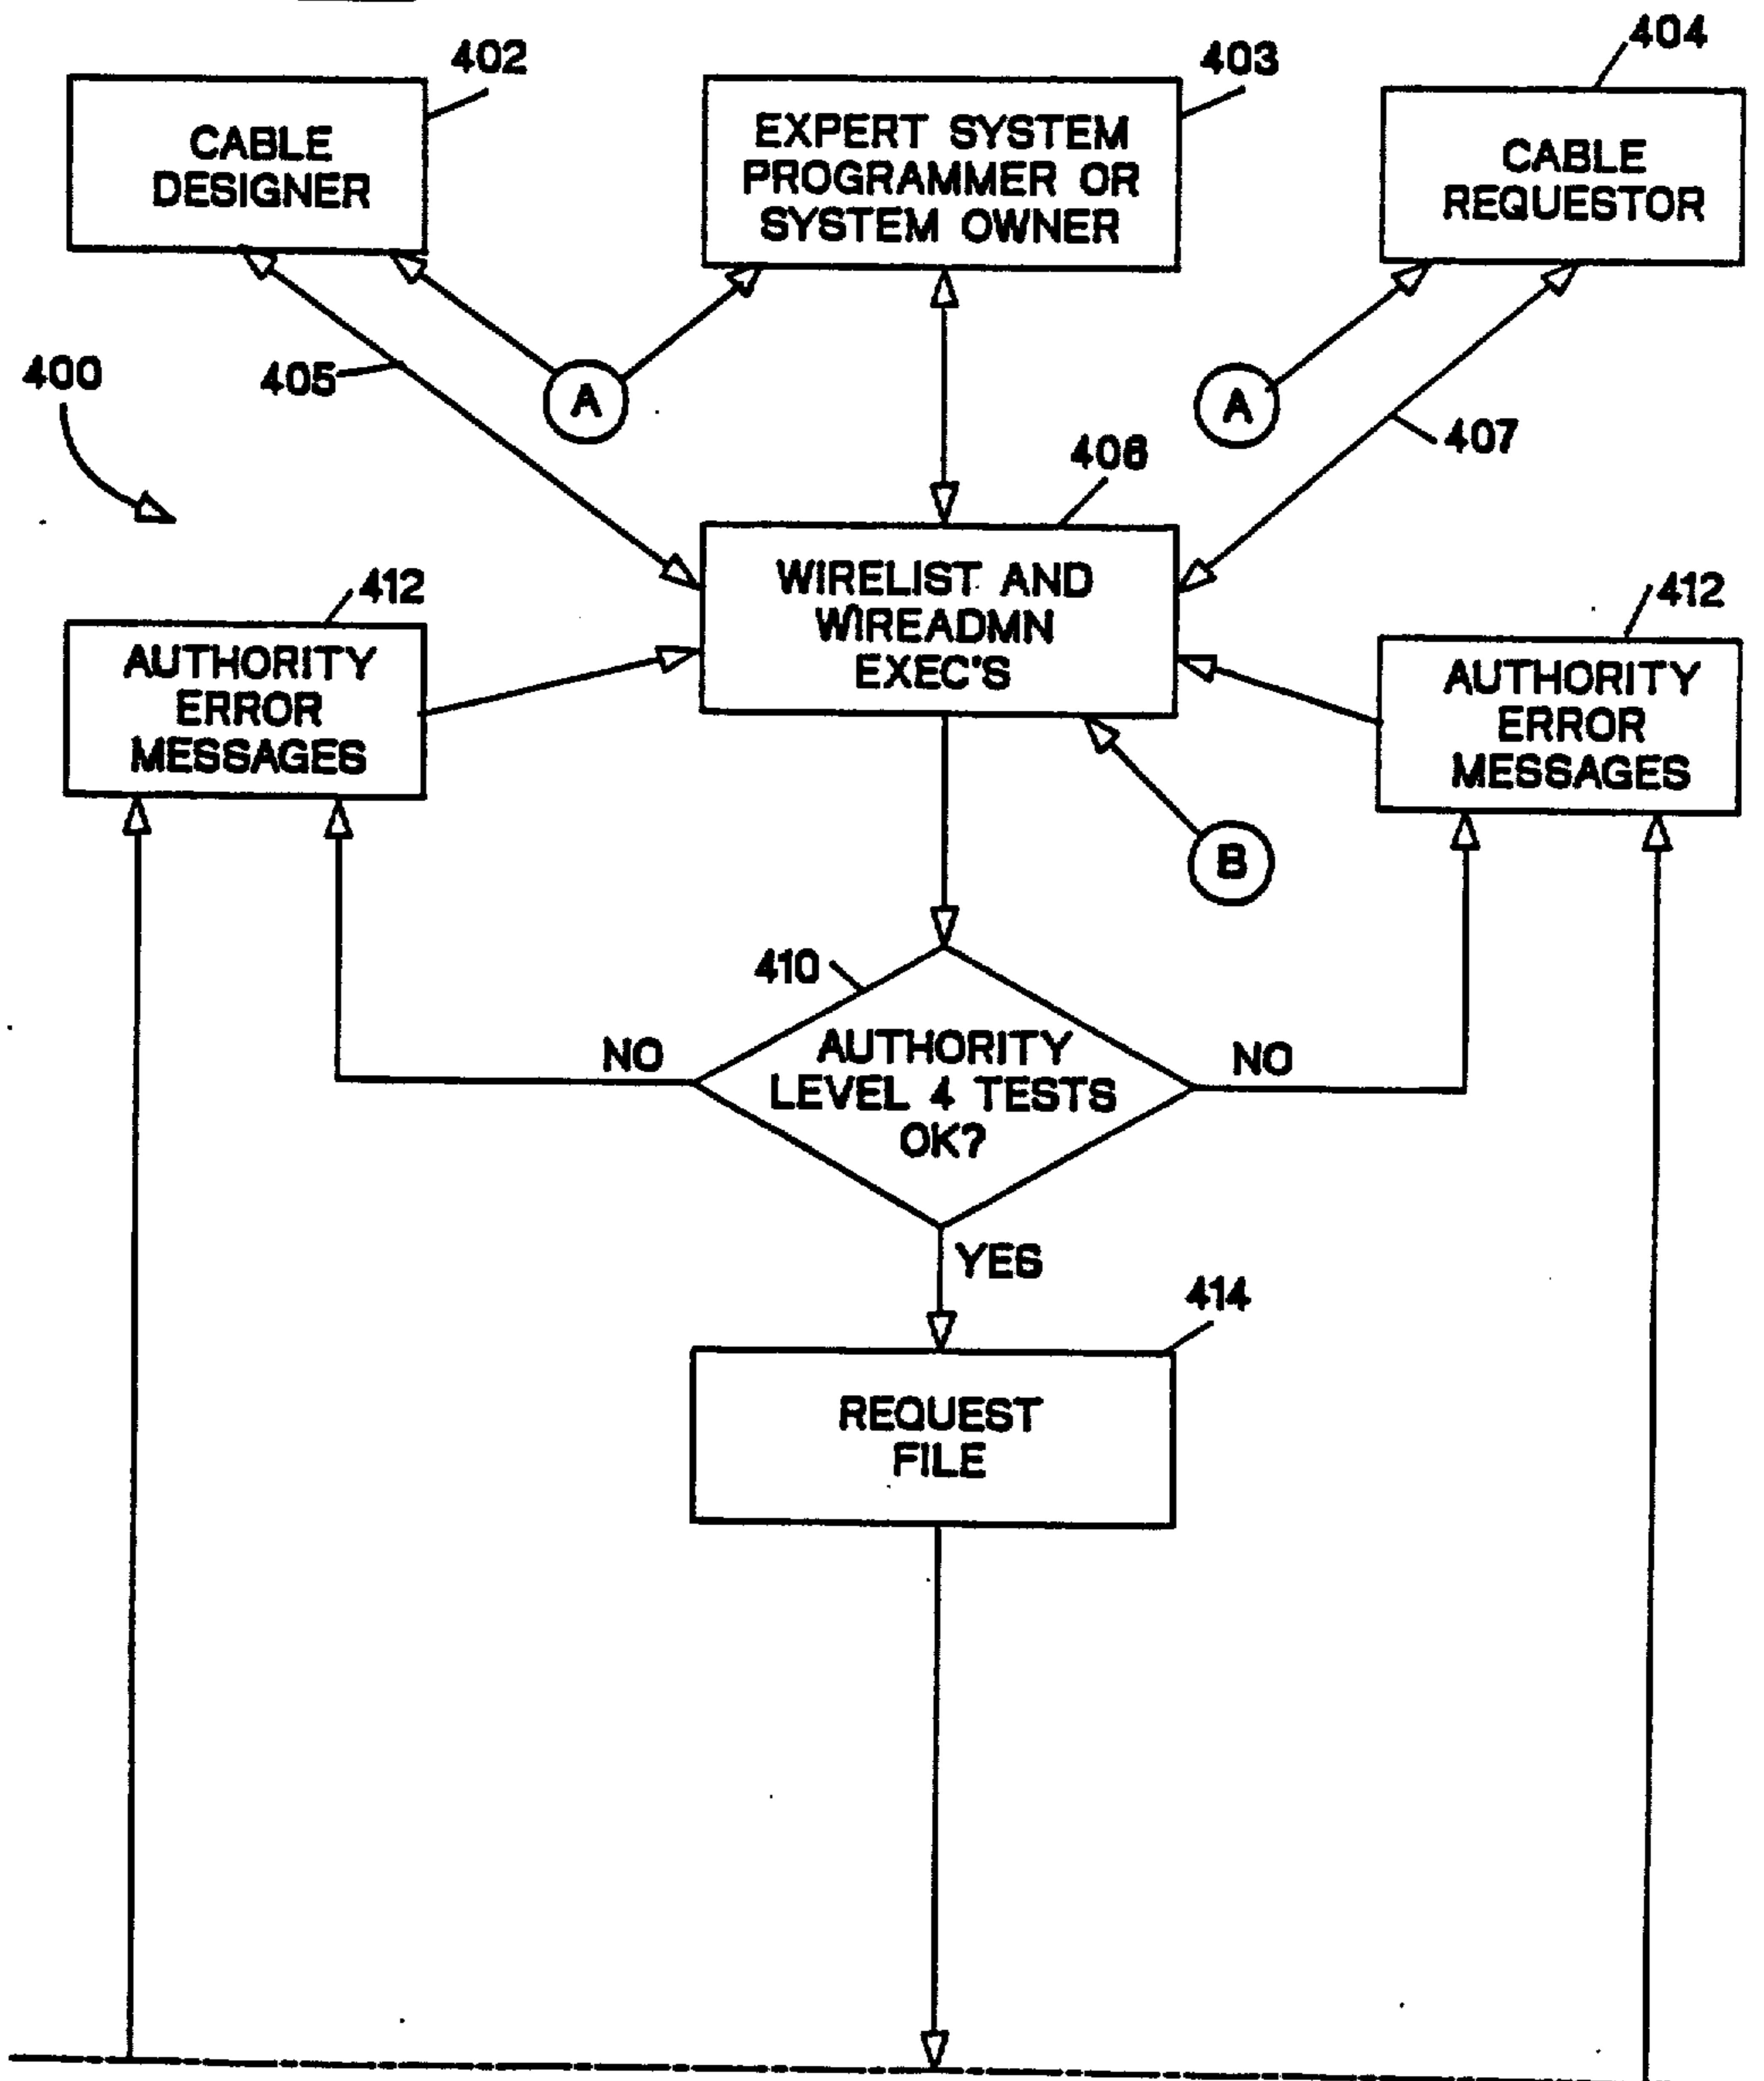 402
403
404
CABLE
DESIGNER
EXPERT SYSTEM
PROGRAMMER OR
SYSTEM OWNER
CABLE
REQUESTOR
400
405
A
A
407
408
412
WIRELIST AND
WIREADMN
EXEC'S
412
AUTHORITY
ERROR
MESSAGES
AUTHORITY
ERROR
MESSAGES
B
410
NO
AUTHORITY
LEVEL 4 TESTS
OK?
NO
YES
414
REQUEST
FILE